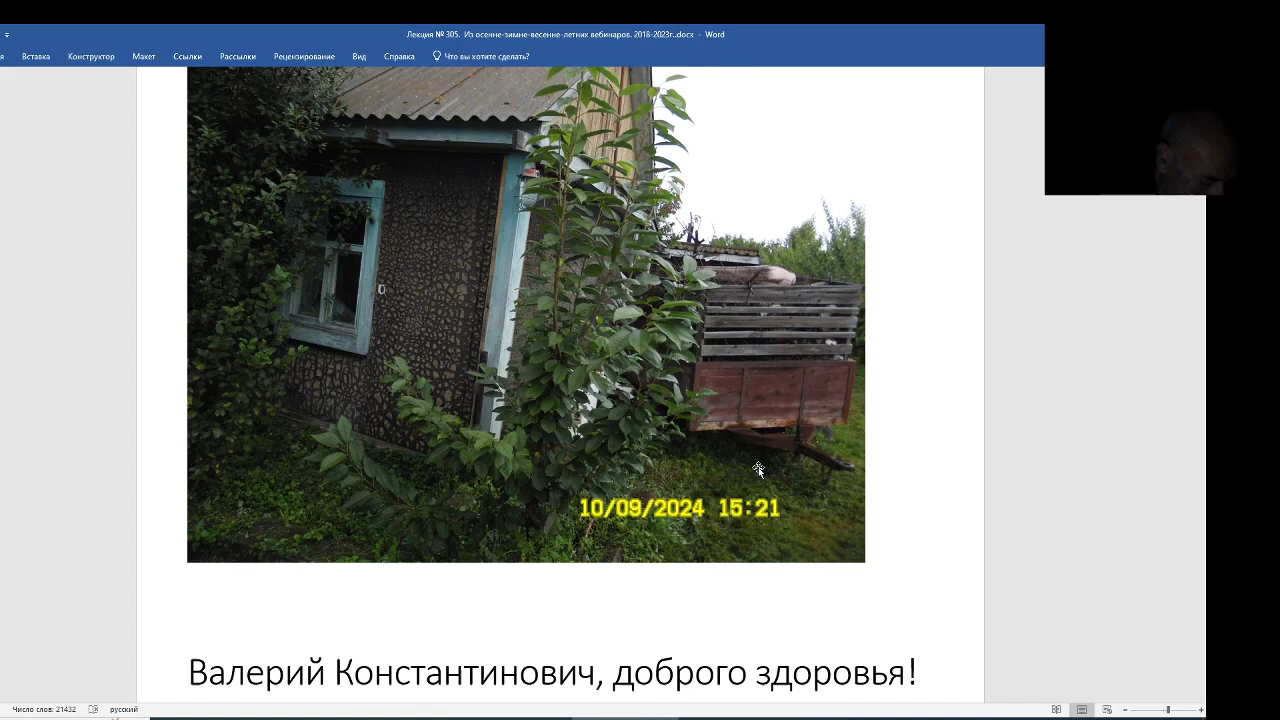 Лекция № 305. Из осенне-зимне-весенне-летних вебинаров. 2018-2023г..docx - Word
Вставка Конструктор Макет Ссылки Рассылки Рецензирование Вид Справка Что вы хотите сделать?
10/09/2024 15:21
Валерий Константинович, доброго здоровья!
Число слов: 21432 русский